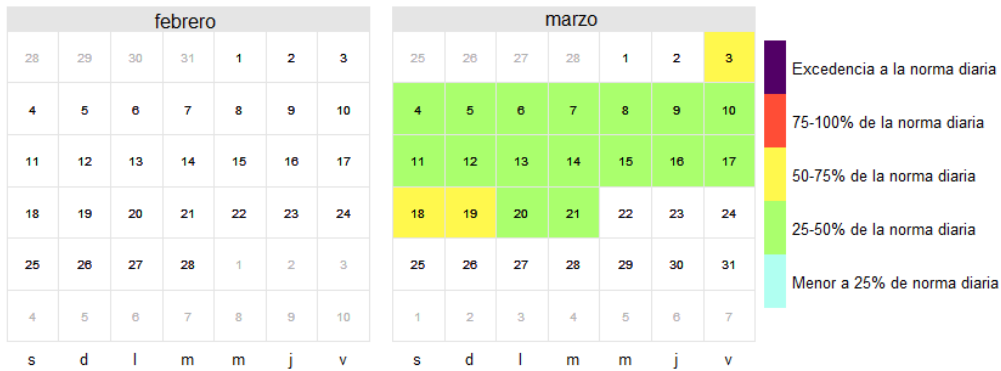 febrero
28 29 30 31 1 2 3
4 5 6 7 8 9 10
11 12 13 14 15 16 17
18 19 20 21 22 23 24
25 26 27 28 1 2 3
4 5 6 7 8 9 10
s d l m m j v
marzo
25 26 27 28 1 2 3
4 5 6 7 8 9 10
11 12 13 14 15 16 17
18 19 20 21 22 23 24
25 26 27 28 29 30 31
1 2 3 4 5 6 7
s d l m m j v
Excedencia a la norma diaria
75-100% de la norma diaria
50-75% de la norma diaria
25-50% de la norma diaria
Menor a 25% de norma diaria